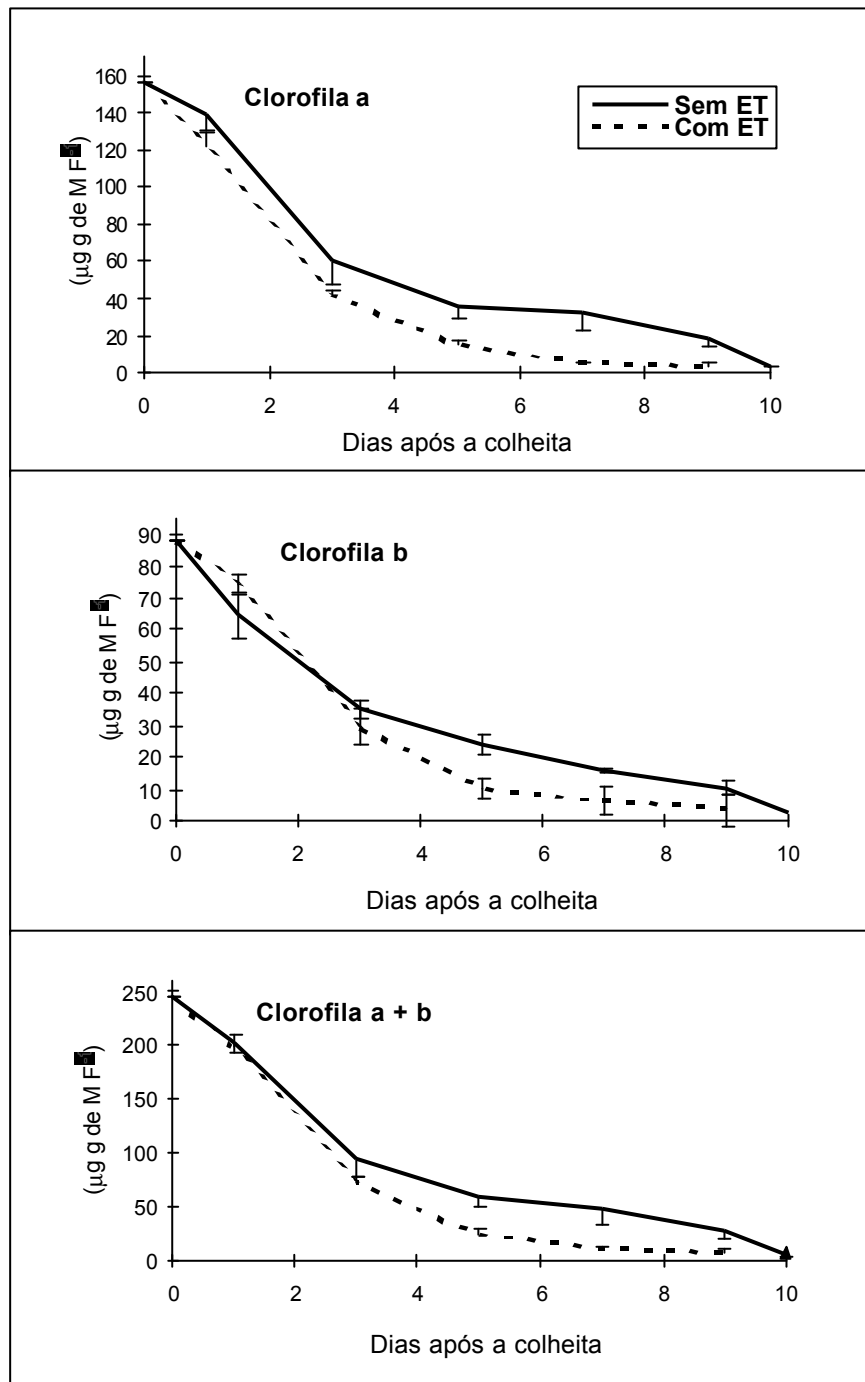 Clorofila a
Sem ET
Com ET
(µg g de M F
160
140
120
100
80
60
40
20
0
0 2 4 6 8 10
Dias após a colheita
Clorofila b
(µg g de M F
90
80
70
60
50
40
30
20
10
0
0 2 4 6 8 10
Dias após a colheita
Clorofila a + b
(µg g de M F
250
200
150
100
50
0
0 2 4 6 8 10
Dias após a colheita